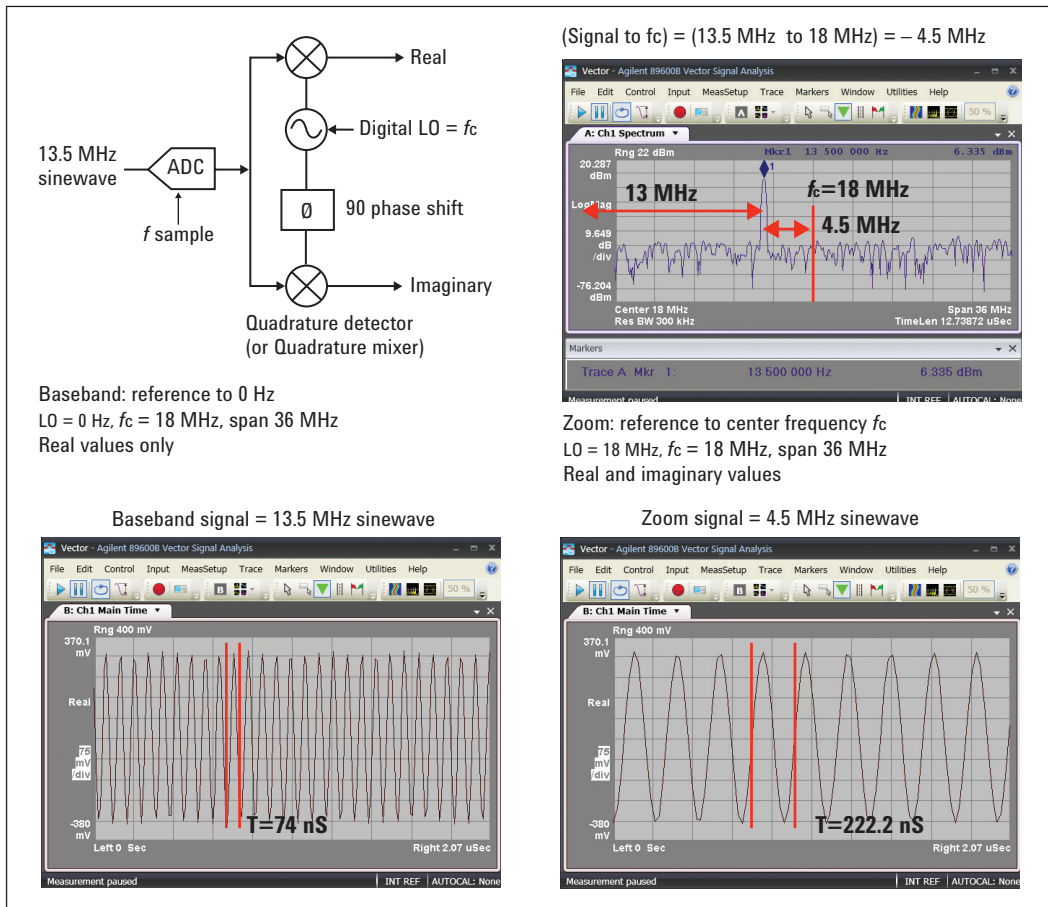 13.5 MHz
sinewave
ADC
f sample
Real
Digital LO = fc
Ø
90 phase shift
Imaginary
Quadrature detector
(or Quadrature mixer)
Baseband: reference to 0 Hz
LO = 0 Hz, fc = 18 MHz, span 36 MHz
Real values only
(Signal to fc) = (13.5 MHz to 18 MHz) = – 4.5 MHz
Vector - Agilent 89600B Vector Signal Analysis
File Edit Control Input MeasSetup Trace Markers Window Utilities Help
A 50 %
A: Ch1 Spectrum
Rng 22 dBm Mkr1 13 500 000 Hz 6.335 dBm
20.287
dBm
1
13 MHz
fc=18 MHz
LogMag
4.5 MHz
9.649
dB
/div
-76.204
dBm
Center 18 MHz Span 36 MHz
Res BW 300 kHz TimeLen 12.73872 uSec
Markers
Trace A Mkr 1: 13 500 000 Hz 6.335 dBm
Measurement paused INT REF AUTOCAL: None
Zoom: reference to center frequency fc
LO = 18 MHz, fc = 18 MHz, span 36 MHz
Real and imaginary values
Baseband signal = 13.5 MHz sinewave
Vector - Agilent 89600B Vector Signal Analysis
File Edit Control Input MeasSetup Trace Markers Window Utilities Help
B 50 %
B: Ch1 Main Time
Rng 400 mV
370.1
mV
Real
75
mV
/div
T=74 nS
-380
mV
Left 0 Sec Right 2.07 uSec
Measurement paused INT REF AUTOCAL: None
Zoom signal = 4.5 MHz sinewave
Vector - Agilent 89600B Vector Signal Analysis
File Edit Control Input MeasSetup Trace Markers Window Utilities Help
B 50 %
B: Ch1 Main Time
Rng 400 mV
370.1
mV
Real
75
mV
/div
T=222.2 nS
-380
mV
Left 0 Sec Right 2.07 uSec
Measurement paused INT REF AUTOCAL: None